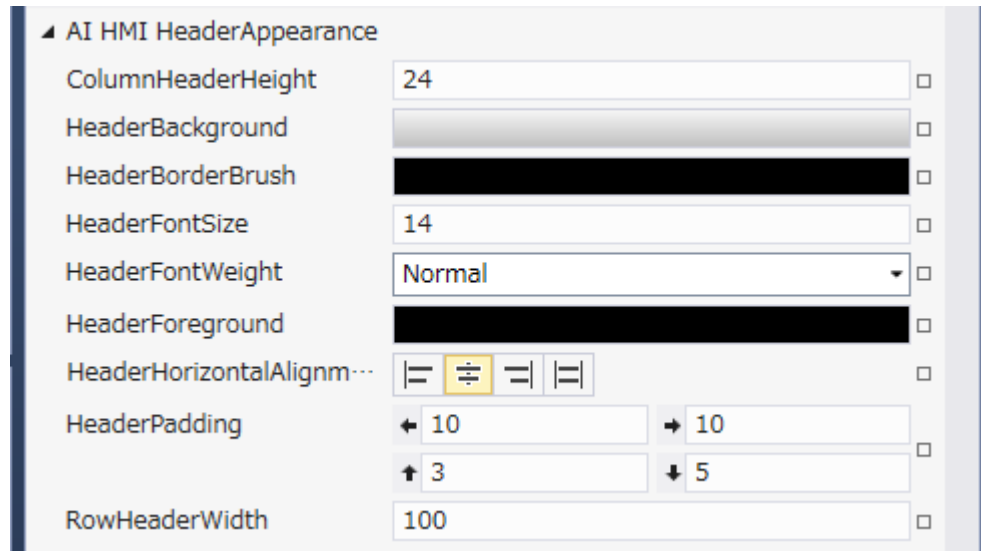 AI HMI HeaderAppearance
ColumnHeaderHeight 24
HeaderBackground
HeaderBorderBrush
HeaderFontSize 14
HeaderFontWeight Normal
HeaderForeground
HeaderHorizontalAlignm…
HeaderPadding 10 10
3 5
RowHeaderWidth 100